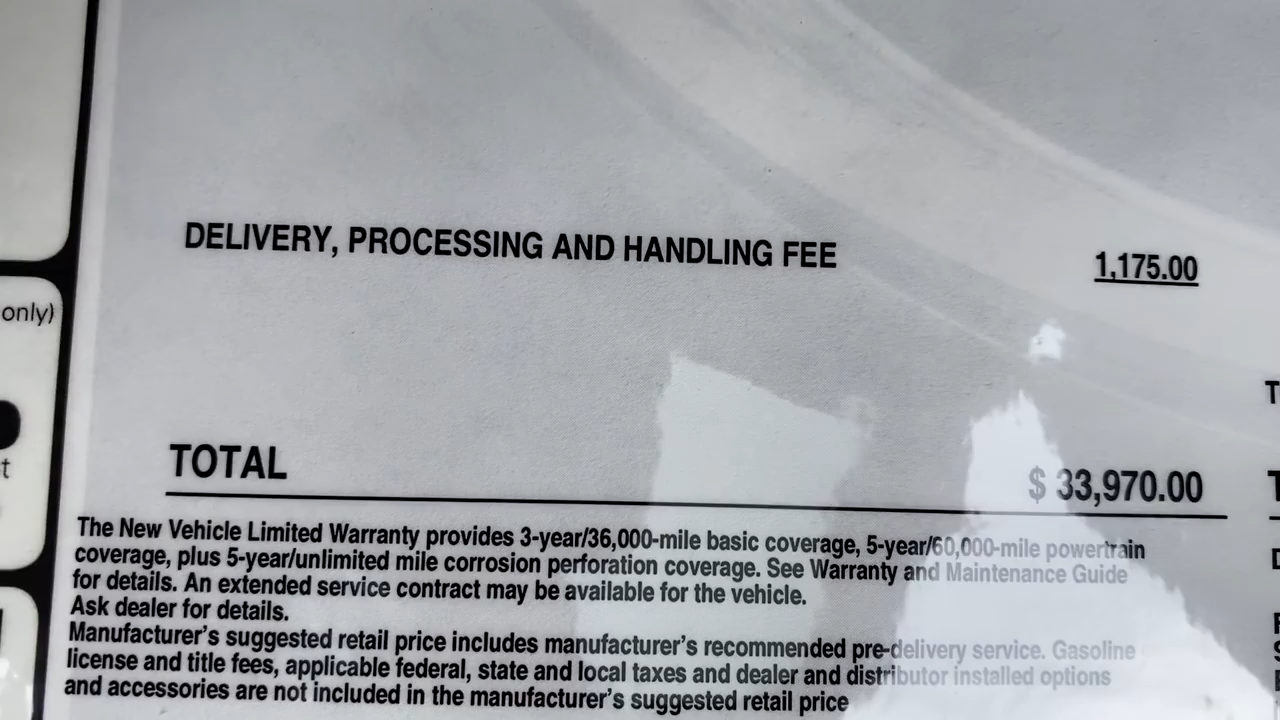 DELIVERY, PROCESSING AND HANDLING FEE 1,175.00
only)
t
TOTAL $ 33,970.00
The New Vehicle Limited Warranty provides 3-year/36,000-mile basic coverage, 5-year/60,000-mile powertrain
coverage, plus 5-year/unlimited mile corrosion perforation coverage. See Warranty and Maintenance Guide
for details. An extended service contract may be available for the vehicle.
Ask dealer for details.
Manufacturer's suggested retail price includes manufacturer's recommended pre-delivery service. Gasoline
license and title fees, applicable federal, state and local taxes and dealer and distributor installed options
and accessories are not included in the manufacturer's suggested retail price